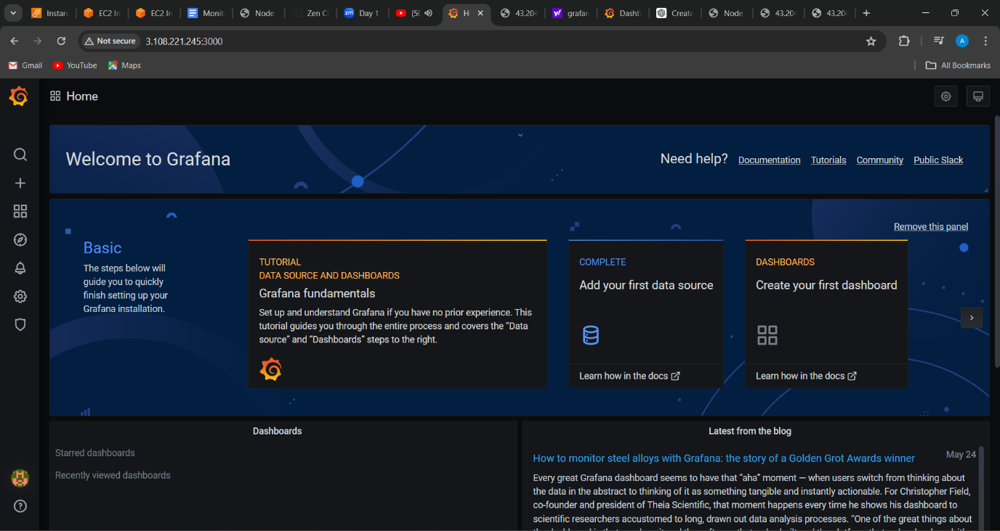 Instan
EC2 In
EC2 In
Monit
Node
Zen C
zm
Day 1
(5(
H
43.20
y!
grafan
Dashb
Create
Node
43.20
43.20
Not secure
3.108.221.245:3000
A
Gmail
YouTube
Maps
All Bookmarks
Home
Welcome to Grafana
Need help?
Documentation
Tutorials
Community
Public Slack
Remove this panel
Basic
The steps below will
guide you to quickly
finish setting up your
Grafana installation.
TUTORIAL
DATA SOURCE AND DASHBOARDS
Grafana fundamentals
Set up and understand Grafana if you have no prior experience. This
tutorial guides you through the entire process and covers the “Data
source” and “Dashboards” steps to the right.
COMPLETE
Add your first data source
Learn how in the docs
DASHBOARDS
Create your first dashboard
Learn how in the docs
Dashboards
Starred dashboards
Recently viewed dashboards
Latest from the blog
How to monitor steel alloys with Grafana: the story of a Golden Grot Awards winner
May 24
Every great Grafana dashboard seems to have that “aha” moment — when users switch from thinking about
the data in the abstract to thinking of it as something tangible and instantly actionable. For Christopher Field,
co-founder and president of Theia Scientific, that moment happens every time he shows his dashboard to
scientific researchers accustomed to long, drawn out data analysis processes. “One of the great things about